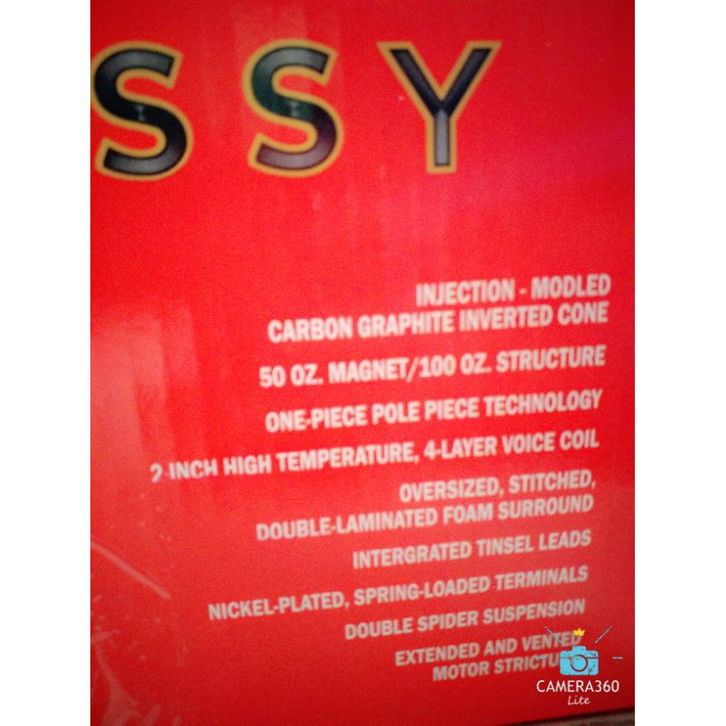 SSY
INJECTION - MODLED
CARBON GRAPHITE INVERTED CONE
50 OZ. MAGNET/100 OZ. STRUCTURE
ONE-PIECE POLE PIECE TECHNOLOGY
2-INCH HIGH TEMPERATURE, 4-LAYER VOICE COIL
OVERSIZED, STITCHED,
DOUBLE-LAMINATED FOAM SURROUND
INTERGRATED TINSEL LEADS
NICKEL-PLATED, SPRING-LOADED TERMINALS
DOUBLE SPIDER SUSPENSION
EXTENDED AND VENTED
MOTOR
CAMERA360
Lite